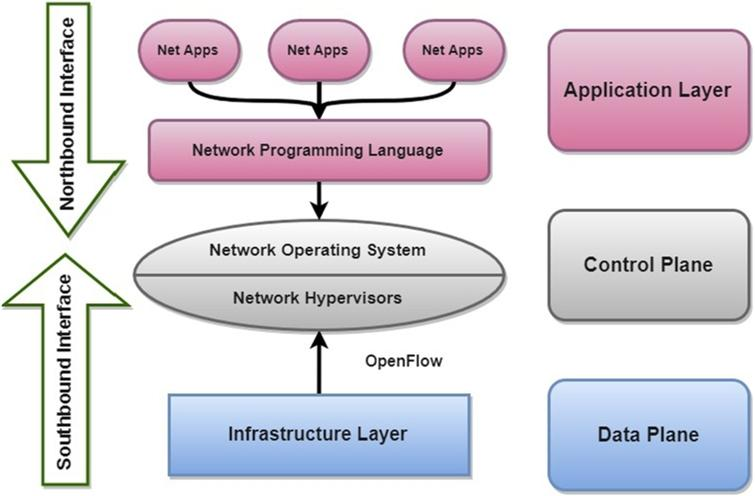 Northbound Interface
Net Apps
Net Apps
Net Apps
Application Layer
Network Programming Language
Network Operating System
Network Hypervisors
Control Plane
Southbound Interface
OpenFlow
Infrastructure Layer
Data Plane